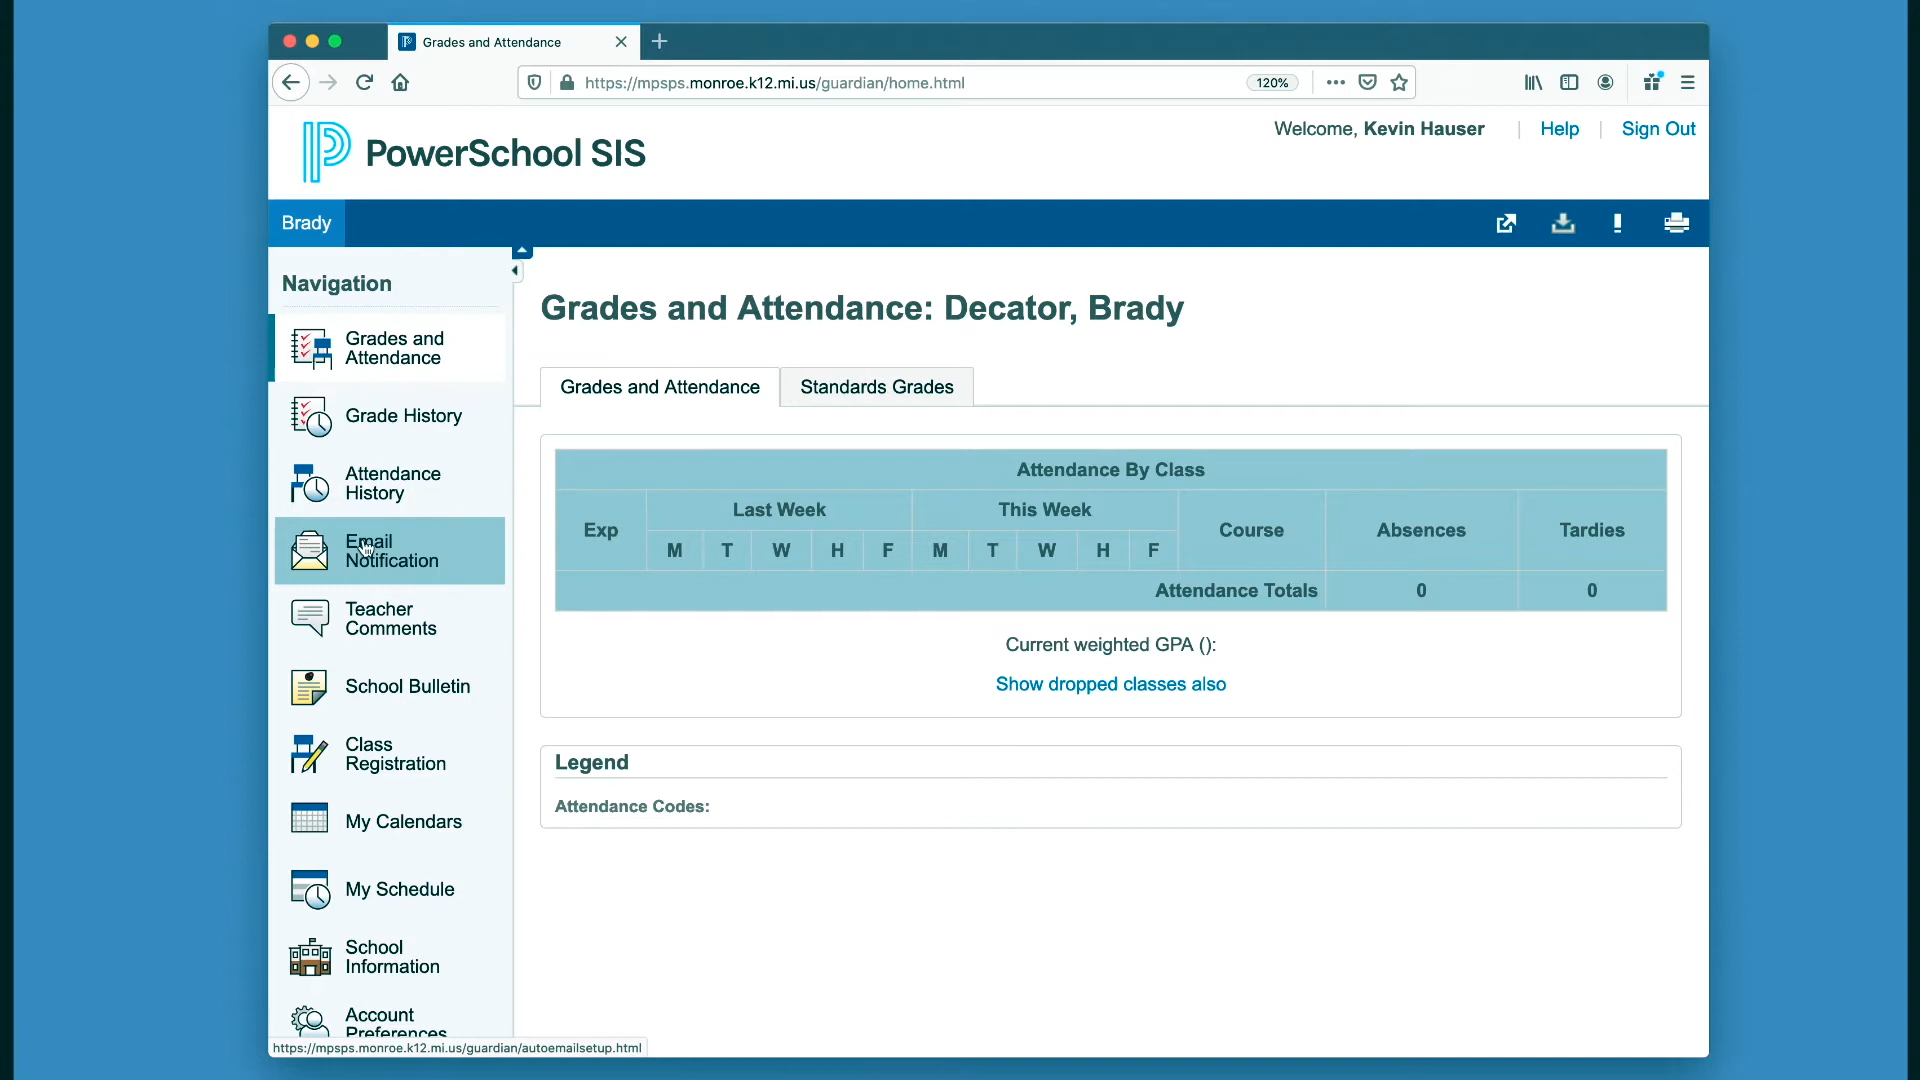 Grades and Attendance
https://mpsps.monroe.k12.mi.us/guardian/home.html
120%
PowerSchool SIS
Welcome, Kevin Hauser
Help
Sign Out
Brady
Navigation
Grades and
Attendance
Grade History
Attendance
History
Email
Notification
Teacher
Comments
School Bulletin
Class
Registration
My Calendars
My Schedule
School
Information
Account
Preferences
https://mpsps.monroe.k12.mi.us/guardian/autoemailsetup.html
Grades and Attendance: Decator, Brady
Grades and Attendance
Standards Grades
Attendance By Class
Exp
Last Week
This Week
Course
Absences
Tardies
M T W H F M T W H F
Attendance Totals 0 0
Current weighted GPA ():
Show dropped classes also
Legend
Attendance Codes: